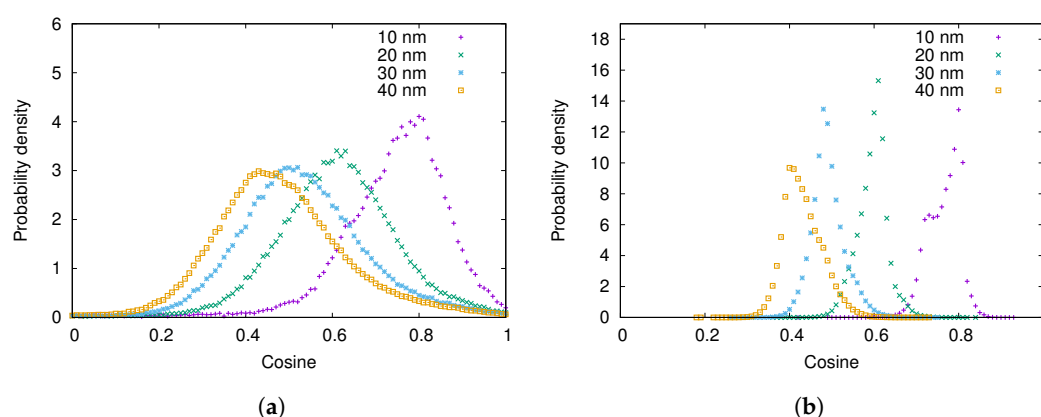 6
5
4
3
2
1
0
0 0.2 0.4 0.6 0.8 1
Probability density
Cosine
10 nm
20 nm
30 nm
40 nm
(a)
18
16
14
12
10
8
6
4
2
0
0 0.2 0.4 0.6 0.8 1
Probability density
Cosine
10 nm
20 nm
30 nm
40 nm
(b)